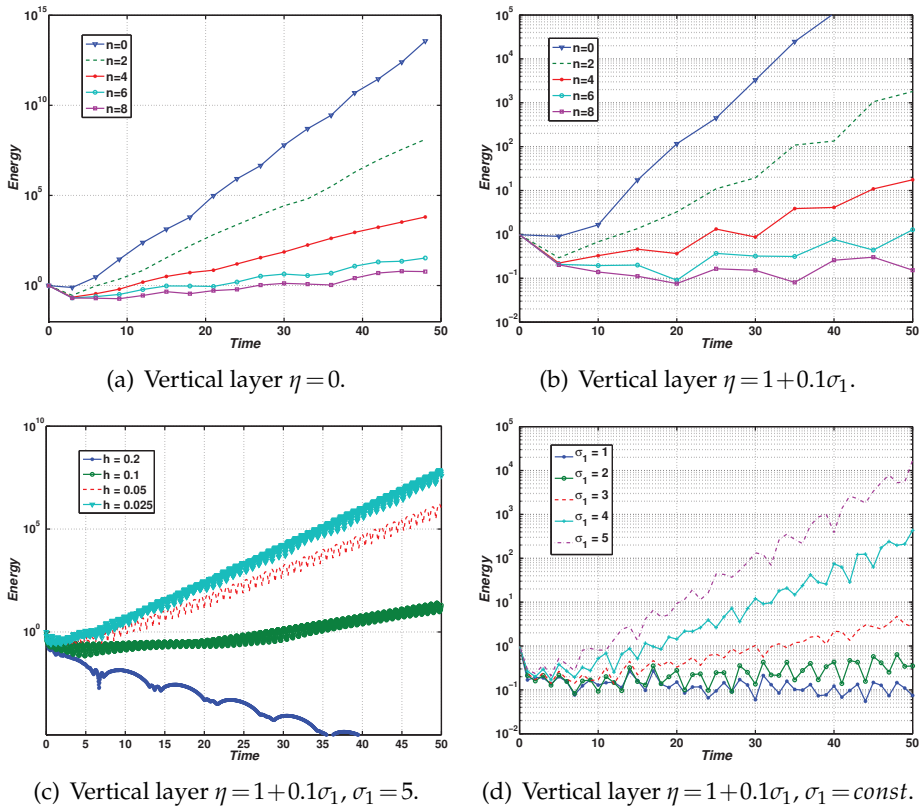 10^15
10^10
10^5
10^0
Energy
n=0
n=2
n=4
n=6
n=8
0 10 20 30 40 50
Time
(a) Vertical layer η=0.
10^5
10^4
10^3
10^2
10^1
10^0
10^−1
10^−2
Energy
n=0
n=2
n=4
n=6
n=8
0 10 20 30 40 50
Time
(b) Vertical layer η=1+0.1σ₁.
10^10
10^5
10^0
Energy
h = 0.2
h = 0.1
h = 0.05
h = 0.025
0 5 10 15 20 25 30 35 40 45 50
Time
(c) Vertical layer η=1+0.1σ₁, σ₁=5.
10^5
10^4
10^3
10^2
10^1
10^0
10^−1
10^−2
Energy
σ₁ = 1
σ₁ = 2
σ₁ = 3
σ₁ = 4
σ₁ = 5
0 10 20 30 40 50
Time
(d) Vertical layer η=1+0.1σ₁, σ₁=const.